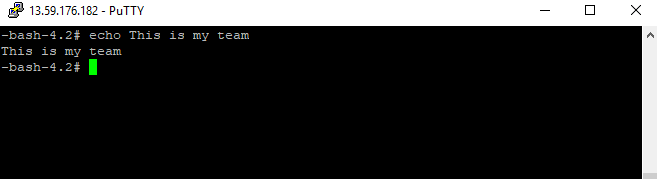 13.59.176.182 - PuTTY
-bash-4.2# echo This is my team
This is my team
-bash-4.2#